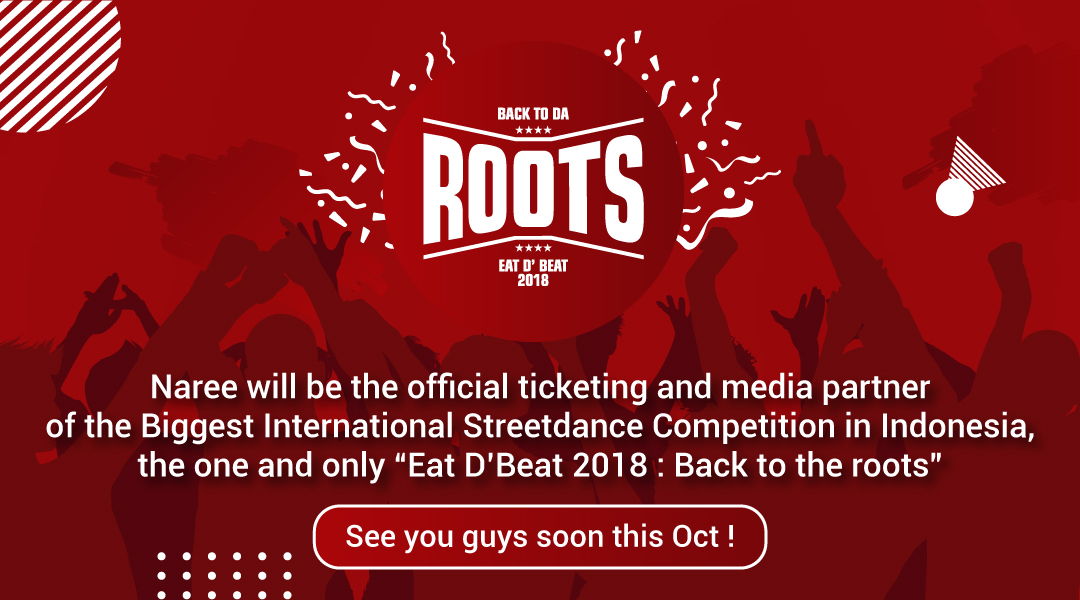 BACK TO DA
ROOTS
EAT D' BEAT
2018
Naree will be the official ticketing and media partner
of the Biggest International Streetdance Competition in Indonesia,
the one and only “Eat D'Beat 2018 : Back to the roots”
See you guys soon this Oct !